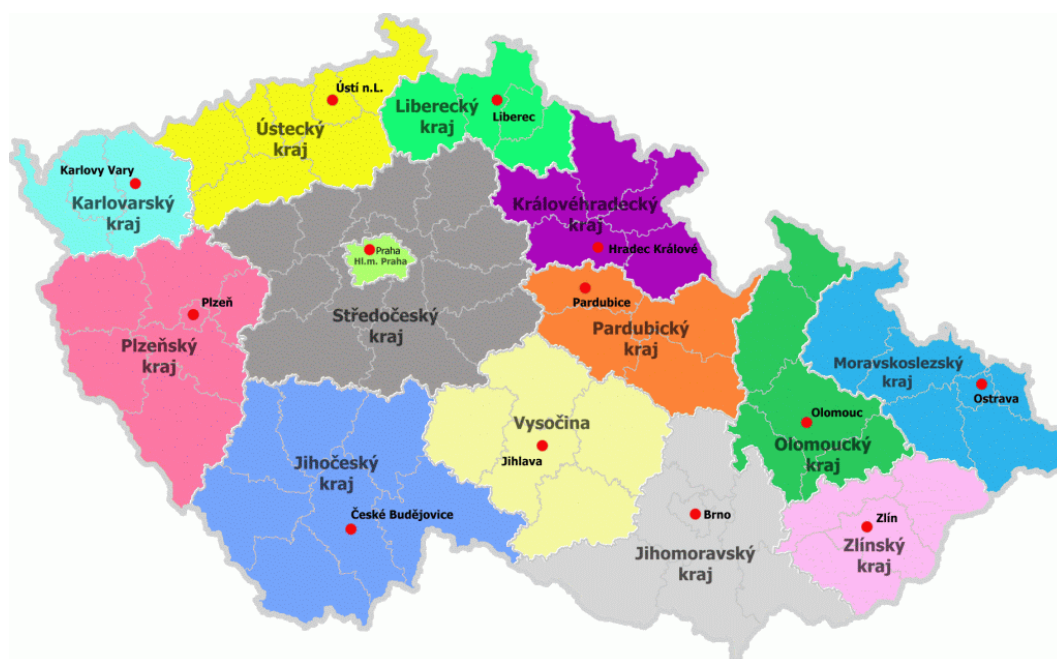 Ústí n.L.
Ústecký
kraj
Liberecký
kraj
Liberec
Karlovy Vary
Karlovarský
kraj
Královéhradecký
kraj
Hradec Králové
Praha
Hl.m. Praha
Plzeň
Plzeňský
kraj
Středočeský
kraj
Pardubice
Pardubický
kraj
Moravskoslezský
kraj
Ostrava
Olomouc
Olomoucký
kraj
Vysočina
Jihlava
Jihočeský
kraj
České Budějovice
Brno
Jihomoravský
kraj
Zlín
Zlínský
kraj